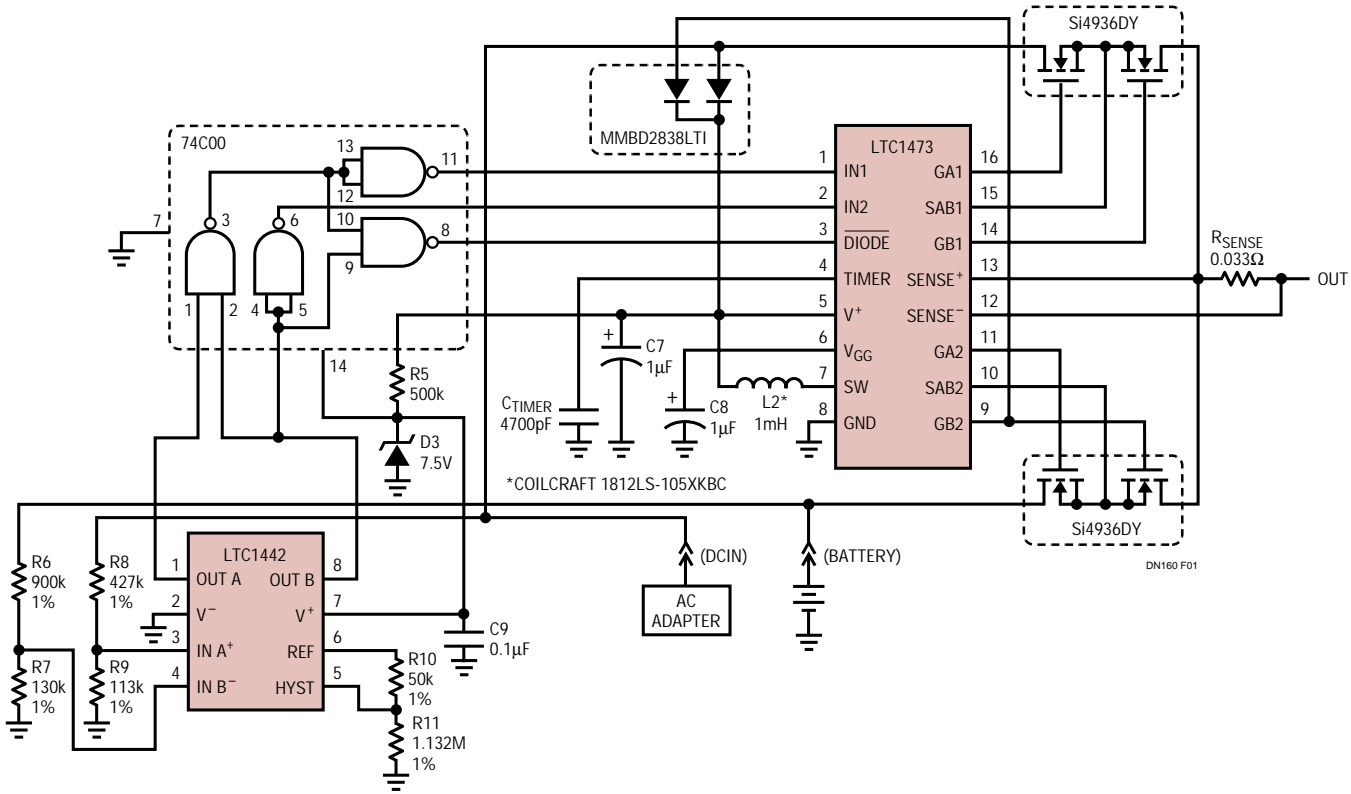 Si4936DY
MMBD2838LTI
74C00
13
12
11
10
9
8
7
3
6
1
2
4
5
14
LTC1473
1
IN1
2
IN2
3
DIODE
4
TIMER
5
V+
6
VGG
7
SW
8
GND
16
GA1
15
SAB1
14
GB1
13
SENSE+
12
SENSE−
11
GA2
10
SAB2
9
GB2
RSENSE
0.033Ω
OUT
R5
500k
D3
7.5V
CTIMER
4700pF
+
C7
1µF
+
C8
1µF
L2*
1mH
*COILCRAFT 1812LS-105XKBC
Si4936DY
DN160 F01
(DCIN)
AC
ADAPTER
(BATTERY)
R6
900k
1%
R8
427k
1%
R7
130k
1%
R9
113k
1%
LTC1442
1
OUT A
2
V−
3
IN A+
4
IN B−
8
OUT B
7
V+
6
REF
5
HYST
C9
0.1µF
R10
50k
1%
R11
1.132M
1%